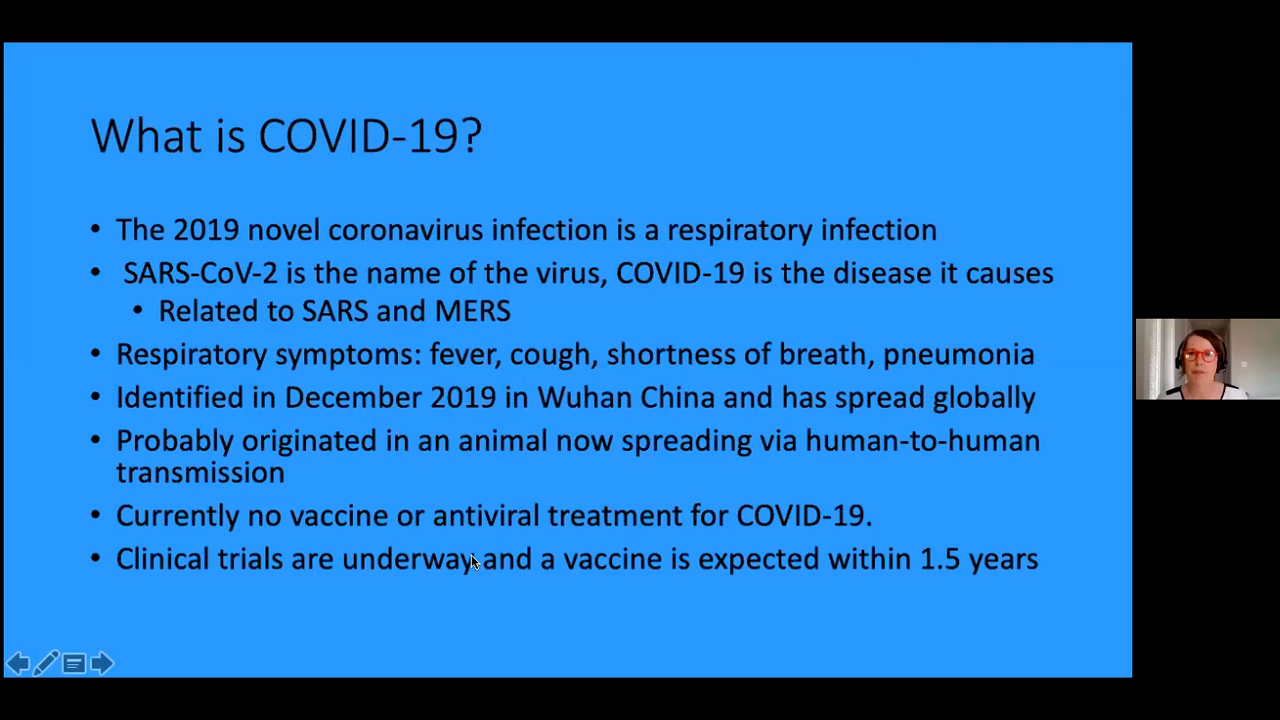 What is COVID-19?
• The 2019 novel coronavirus infection is a respiratory infection
• SARS-CoV-2 is the name of the virus, COVID-19 is the disease it causes
• Related to SARS and MERS
• Respiratory symptoms: fever, cough, shortness of breath, pneumonia
• Identified in December 2019 in Wuhan China and has spread globally
• Probably originated in an animal now spreading via human-to-human
transmission
• Currently no vaccine or antiviral treatment for COVID-19.
• Clinical trials are underway and a vaccine is expected within 1.5 years